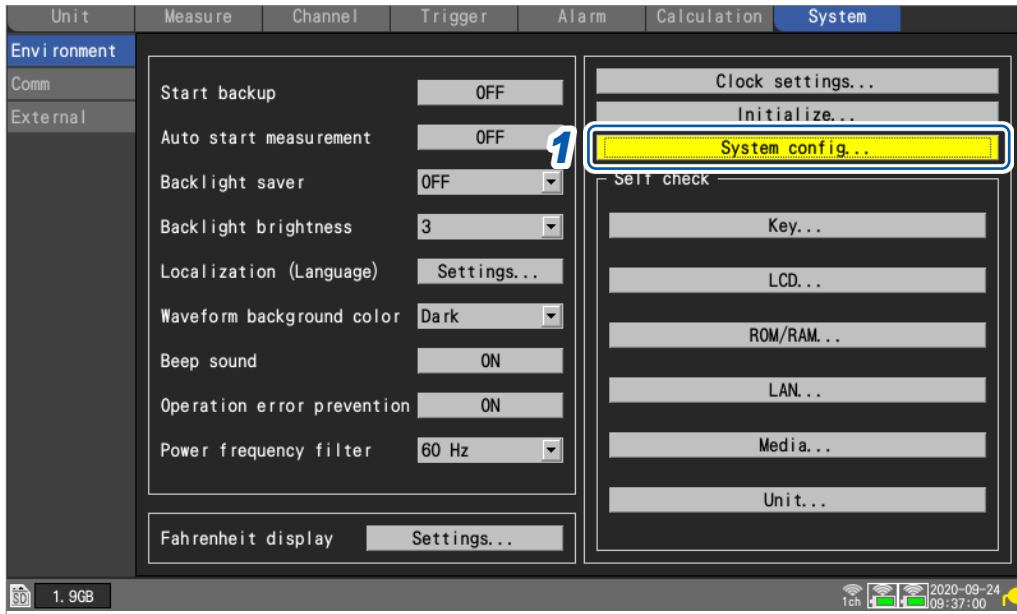 Unit Measure Channel Trigger Alarm Calculation System
Environment
Comm
External
Start backup OFF
Auto start measurement OFF
Backlight saver OFF
Backlight brightness 3
Localization (Language) Settings...
Waveform background color Dark
Beep sound ON
Operation error prevention ON
Power frequency filter 60 Hz
Fahrenheit display Settings...
Clock settings...
Initialize...
1 System config...
Self check
Key...
LCD...
ROM/RAM...
LAN...
Media...
Unit...
SD 1.9GB
1ch
2020-09-24
09:37:00